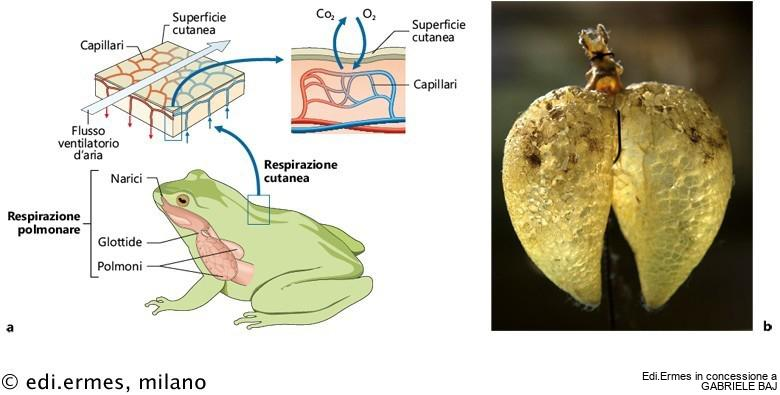 Superficie
cutanea
Capillari
Flusso
ventilatorio
d'aria
Co2
O2
Superficie
cutanea
Capillari
Respirazione
cutanea
Narici
Respirazione
polmonare
Glottide
Polmoni
a
b
© edi.ermes, milano
Edi.Ermes in concessione a
GABRIELE BAJ